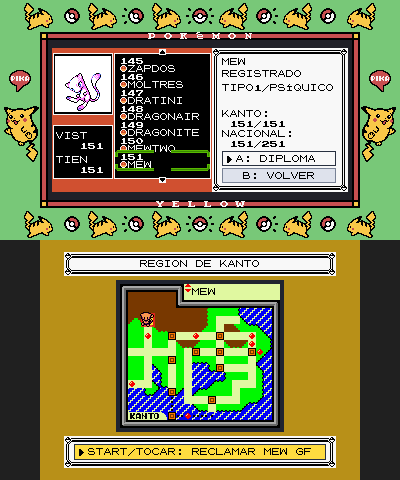 POKéMON
145
ZAPDOS
146
MOLTRES
147
DRATINI
148
DRAGONAIR
149
DRAGONITE
150
MEWTWO
151
MEW
VIST
151
TIEN
151
MEW
REGISTRADO
TIPO1/PSíQUICO
KANTO:
151/151
NACIONAL:
151/251
A: DIPLOMA
B: VOLVER
PIKA
PIKA
YELLOW
REGION DE KANTO
MEW
KANTO
START/TOCAR: RECLAMAR MEW GF